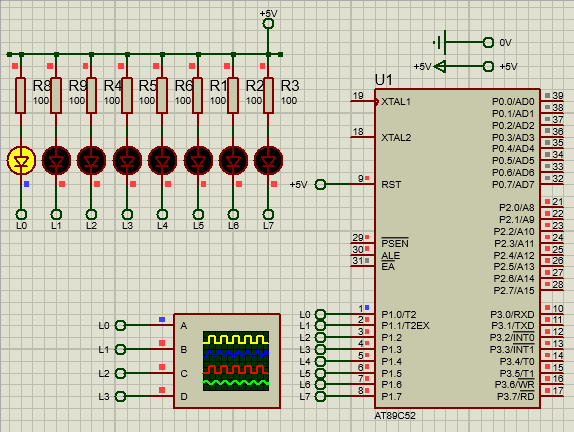 +5V
0V
+5V +5V
R8 R9 R4 R5 R6 R1 R2 R3
100 100 100 100 100 100 100 100
L0 L1 L2 L3 L4 L5 L6 L7
U1
19 XTAL1 P0.0/AD0 39
P0.1/AD1 38
P0.2/AD2 37
18 XTAL2 P0.3/AD3 36
P0.4/AD4 35
P0.5/AD5 34
P0.6/AD6 33
+5V 9 RST P0.7/AD7 32
P2.0/A8 21
P2.1/A9 22
P2.2/A10 23
29 PSEN P2.3/A11 24
30 ALE P2.4/A12 25
31 EA P2.5/A13 26
P2.6/A14 27
P2.7/A15 28
L0 1 P1.0/T2 P3.0/RXD 10
L1 2 P1.1/T2EX P3.1/TXD 11
L2 3 P1.2 P3.2/INT0 12
L3 4 P1.3 P3.3/INT1 13
L4 5 P1.4 P3.4/T0 14
L5 6 P1.5 P3.5/T1 15
L6 7 P1.6 P3.6/WR 16
L7 8 P1.7 P3.7/RD 17
AT89C52
L0 A
L1 B
L2 C
L3 D